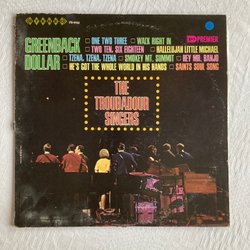 STEREO
GREENBACK DOLLAR
ONE TWO THREE WALK RIGHT IN
TWO TEN, SIX EIGHTEEN HALLELUJAH LITTLE MICHAEL
TZENA, TZENA, TZENA SMOKEY MT. SUMMIT HEY MR. BANJO
HE'S GOT THE WHOLE WORLD IN HIS HANDS SAINTS SOUL SONG
PREMIER
THE
TROUBADOUR
SINGERS